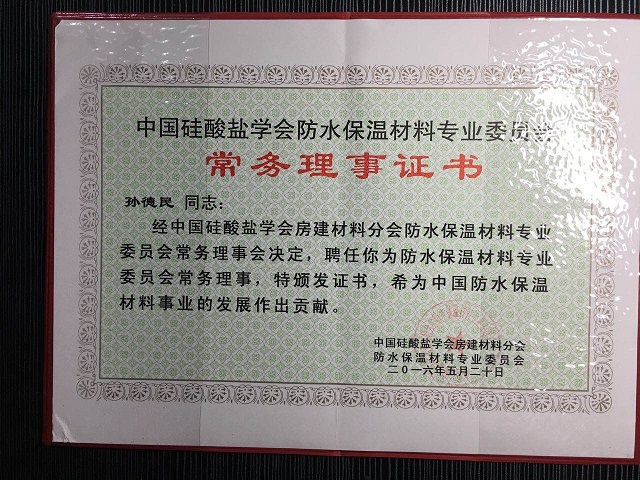 中国硅酸盐学会防水保温材料专业委员会
常务理事证书
孙德民 同志：
经中国硅酸盐学会房建材料分会防水保温材料专业
委员会常务理事会决定，聘任你为防水保温材料专业
委员会常务理事，特颁发证书，希为中国防水保温
材料事业的发展作出贡献。
中国硅酸盐学会房建材料分会
防水保温材料专业委员会
二〇一六年五月二十日